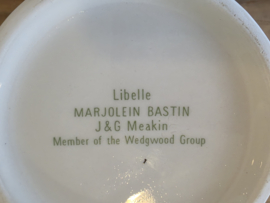 Libelle
MARJOLEIN BASTIN
J&G Meakin
Member of the Wedgwood Group